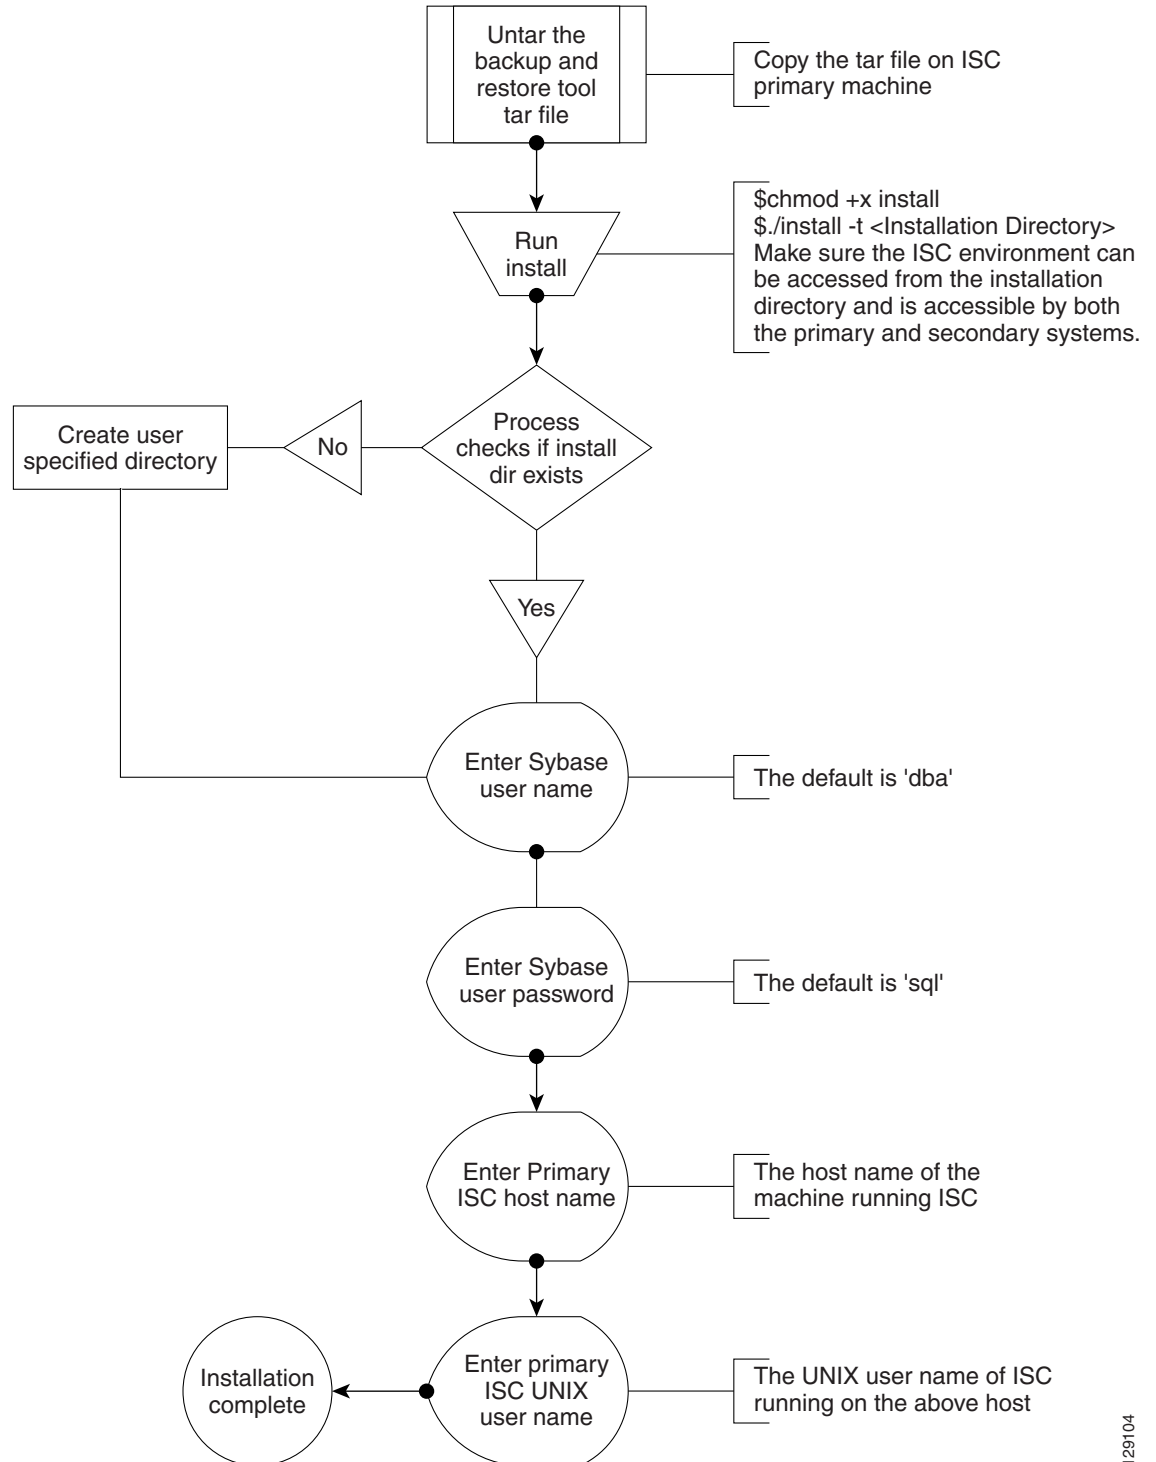 Untar the
backup and
restore tool
tar file
Copy the tar file on ISC
primary machine
Run
install
$chmod +x install
$./install -t <Installation Directory>
Make sure the ISC environment can
be accessed from the installation
directory and is accessible by both
the primary and secondary systems.
Process
checks if install
dir exists
No
Create user
specified directory
Yes
Enter Sybase
user name
The default is 'dba'
Enter Sybase
user password
The default is 'sql'
Enter Primary
ISC host name
The host name of the
machine running ISC
Enter primary
ISC UNIX
user name
The UNIX user name of ISC
running on the above host
Installation
complete
129104